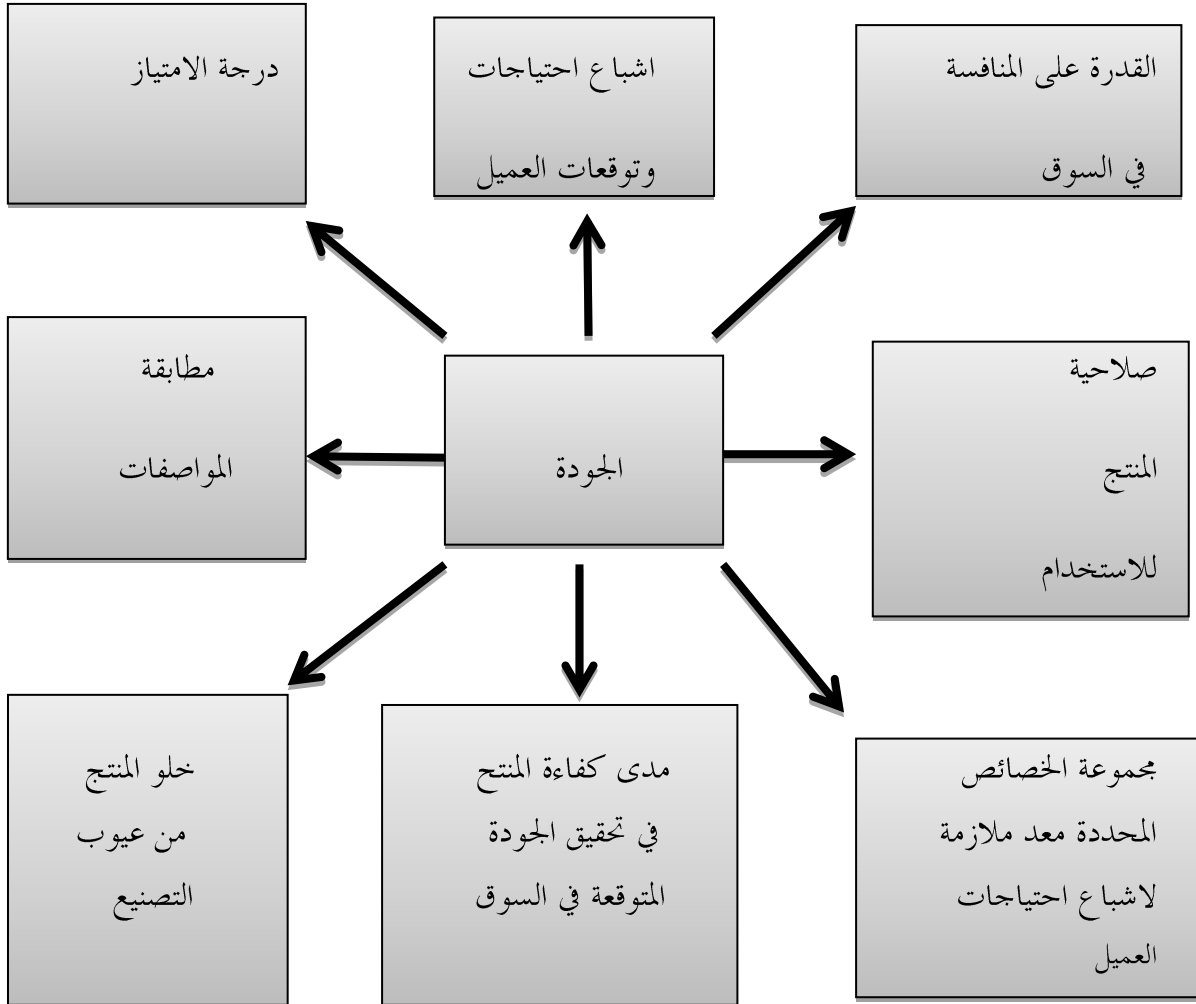 القدرة على المنافسة
في السوق
اشباع احتياجات
وتوقعات العميل
درجة الامتياز
صلاحية
المنتج
للاستخدام
الجودة
مطابقة
المواصفات
مجموعة الخصائص
المحددة معد ملازمة
لاشباع احتياجات
العميل
مدى كفاءة المنتح
في تحقيق الجودة
المتوقعة في السوق
خلو المنتج
من عيوب
التصنيع